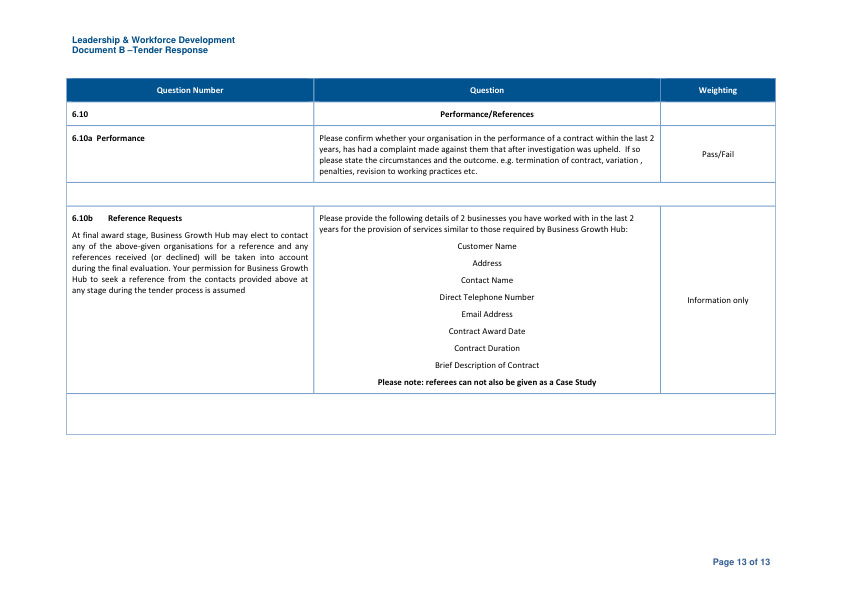 Leadership & Workforce Development
Document B –Tender Response
Question Number
Question
Weighting
6.10
Performance/References
6.10a Performance
Please confirm whether your organisation in the performance of a contract within the last 2
years, has had a complaint made against them that after investigation was upheld. If so
please state the circumstances and the outcome. e.g. termination of contract, variation ,
penalties, revision to working practices etc.
Pass/Fail
6.10b Reference Requests
At final award stage, Business Growth Hub may elect to contact
any of the above-given organisations for a reference and any
references received (or declined) will be taken into account
during the final evaluation. Your permission for Business Growth
Hub to seek a reference from the contacts provided above at
any stage during the tender process is assumed
Please provide the following details of 2 businesses you have worked with in the last 2
years for the provision of services similar to those required by Business Growth Hub:
Customer Name
Address
Contact Name
Direct Telephone Number
Email Address
Contract Award Date
Contract Duration
Brief Description of Contract
Please note: referees can not also be given as a Case Study
Information only
Page 13 of 13